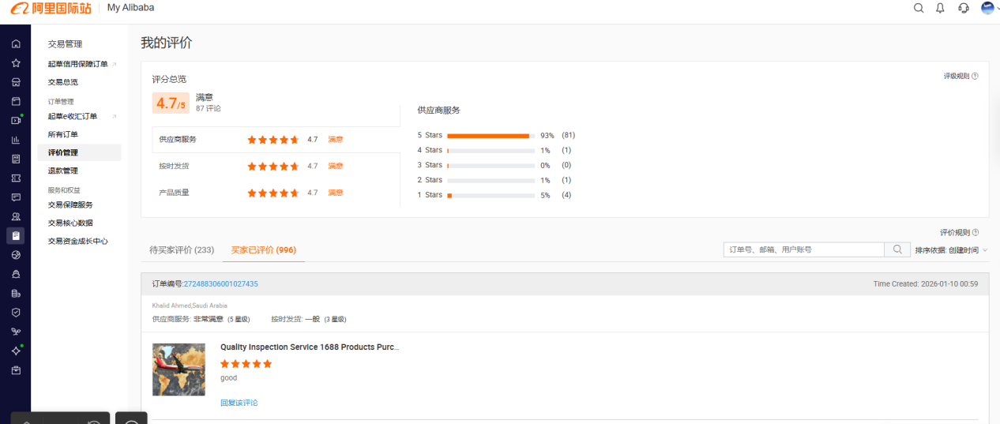 阿里国际站 My Alibaba
交易管理
起草信用保障订单
交易总览
订单管理
起草e收汇订单
所有订单
评价管理
退款管理
服务和权益
交易保障服务
交易核心数据
交易资金成长中心
我的评价
评分总览
评级规则
4.7/5
满意
87 评论
供应商服务 4.7 满意
按时发货 4.7 满意
产品质量 4.7 满意
供应商服务
5 Stars 93% (81)
4 Stars 1% (1)
3 Stars 0% (0)
2 Stars 1% (1)
1 Stars 5% (4)
评价规则
待买家评价 (233) 买家已评价 (996)
订单号、邮箱、用户账号
排序依据: 创建时间
订单编号:272488306001027435 Time Created: 2026-01-10 00:59
Khalid Ahmed,Saudi Arabia
供应商服务: 非常满意 (5 星级) 按时发货: 一般 (3 星级)
Quality Inspection Service 1688 Products Purc...
good
回复该评论